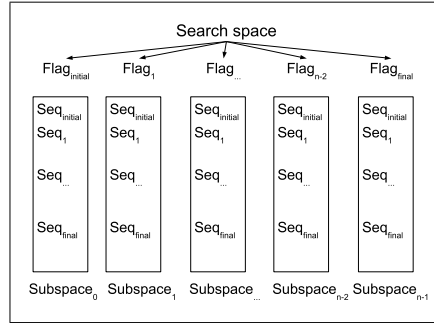 Search space
Flag_initial Flag_1 Flag_... Flag_n-2 Flag_final
Seq_initial Seq_initial Seq_initial Seq_initial Seq_initial
Seq_1 Seq_1 Seq_1 Seq_1 Seq_1
Seq_... Seq_... Seq_... Seq_... Seq_...
Seq_final Seq_final Seq_final Seq_final Seq_final
Subspace_0 Subspace_1 Subspace_... Subspace_n-2 Subspace_n-1